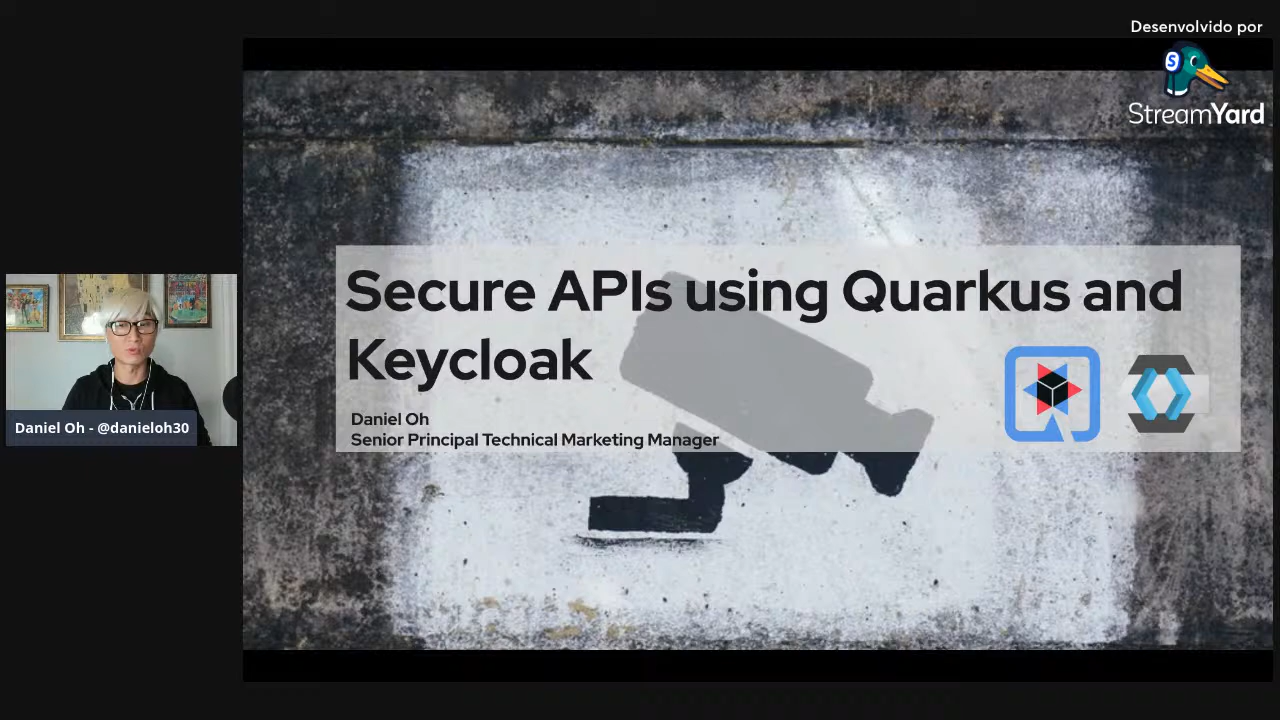 Desenvolvido por
S
StreamYard
Secure APIs using Quarkus and
Keycloak
Daniel Oh
Senior Principal Technical Marketing Manager
Daniel Oh - @danieloh30